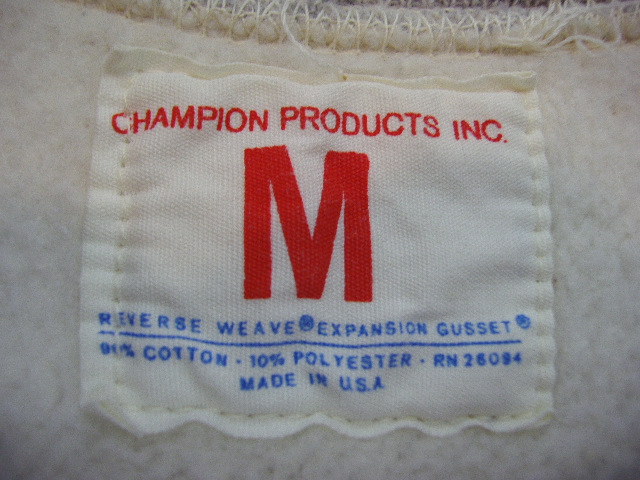 CHAMPION PRODUCTS INC.
M
REVERSE WEAVE® EXPANSION GUSSET®
90% COTTON · 10% POLYESTER · RN 26094
MADE IN U.S.A